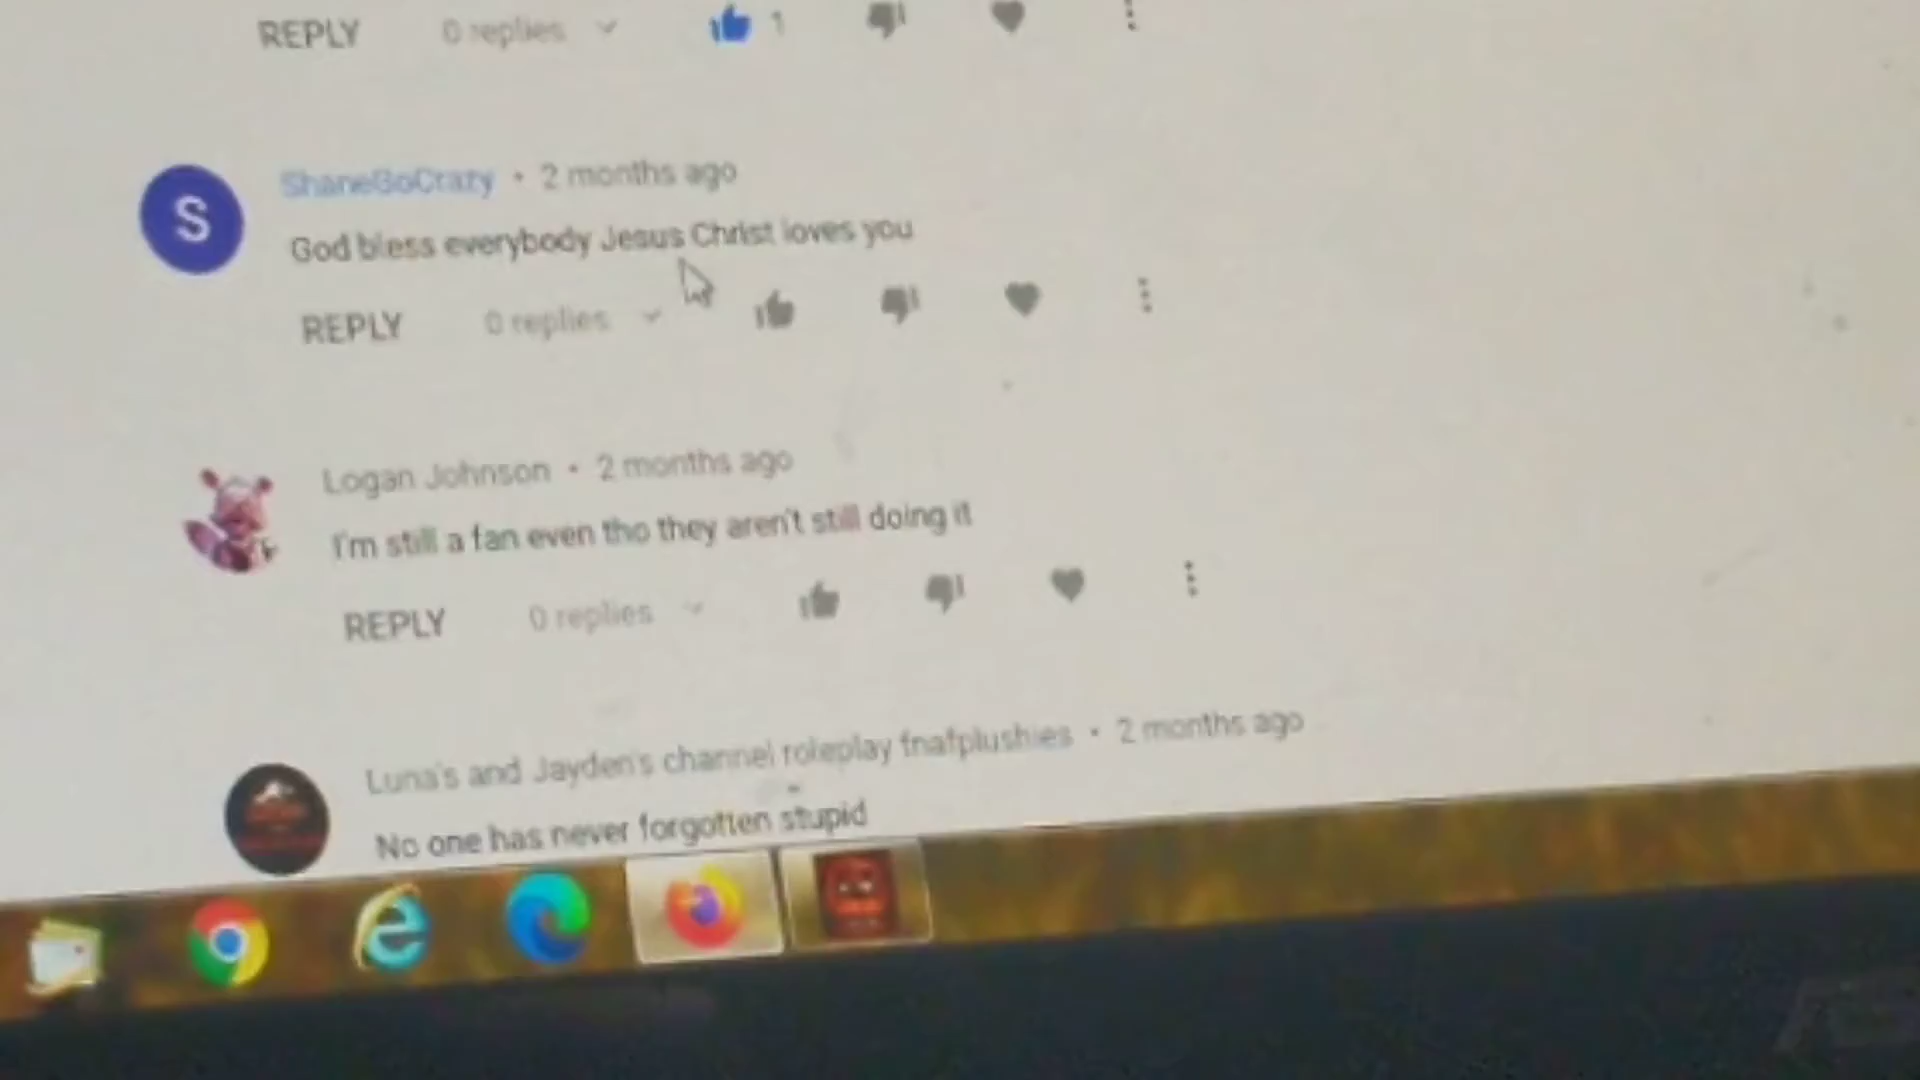 REPLY 0 replies 1
S
ShaneGoCrazy • 2 months ago
God bless everybody Jesus Christ loves you
REPLY 0 replies
Logan Johnson • 2 months ago
I'm still a fan even tho they aren't still doing it
REPLY 0 replies
Luna's and Jayden's channel roleplay fnafplushies • 2 months ago
No one has never forgotten stupid